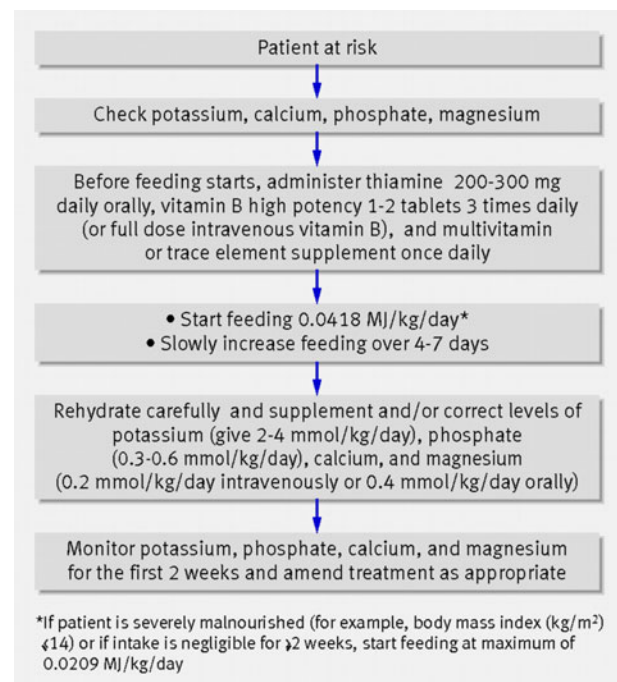 Patient at risk
Check potassium, calcium, phosphate, magnesium
Before feeding starts, administer thiamine 200-300 mg
daily orally, vitamin B high potency 1-2 tablets 3 times daily
(or full dose intravenous vitamin B), and multivitamin
or trace element supplement once daily
• Start feeding 0.0418 MJ/kg/day*
• Slowly increase feeding over 4-7 days
Rehydrate carefully and supplement and/or correct levels of
potassium (give 2-4 mmol/kg/day), phosphate
(0.3-0.6 mmol/kg/day), calcium, and magnesium
(0.2 mmol/kg/day intravenously or 0.4 mmol/kg/day orally)
Monitor potassium, phosphate, calcium, and magnesium
for the first 2 weeks and amend treatment as appropriate
*If patient is severely malnourished (for example, body mass index (kg/m²)
≮14) or if intake is negligible for ≯2 weeks, start feeding at maximum of
0.0209 MJ/kg/day